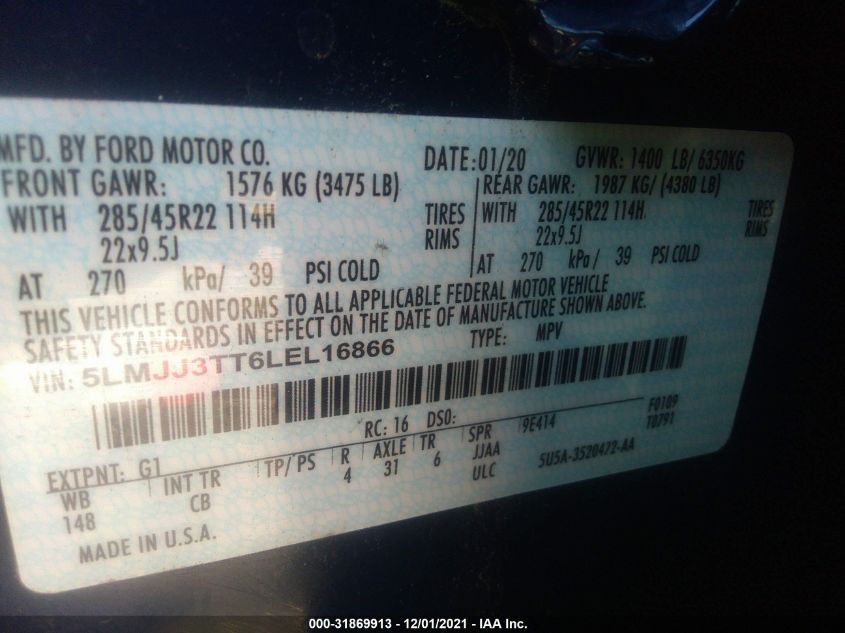 MFD. BY FORD MOTOR CO. DATE:01/20 GVWR: 1400 LB/ 6350KG
FRONT GAWR: 1576 KG (3475 LB) REAR GAWR: 1987 KG/ (4380 LB)
WITH 285/45R22 114H TIRES WITH 285/45R22 114H TIRES
22x9.5J RIMS 22x9.5J RIMS
AT 270 kPa/ 39 PSI COLD AT 270 kPa/ 39 PSI COLD
THIS VEHICLE CONFORMS TO ALL APPLICABLE FEDERAL MOTOR VEHICLE
SAFETY STANDARDS IN EFFECT ON THE DATE OF MANUFACTURE SHOWN ABOVE.
VIN: 5LMJJ3TT6LEL16866 TYPE: MPV
F0109
RC: 16 DSO: T0791
EXTPNT: G1 TP/ PS R AXLE TR SPR 9E414
WB INT TR 4 31 6 JJAA 5U5A-3520472-AA
148 CB ULC
MADE IN U.S.A.
000-31869913 - 12/01/2021 - IAA Inc.